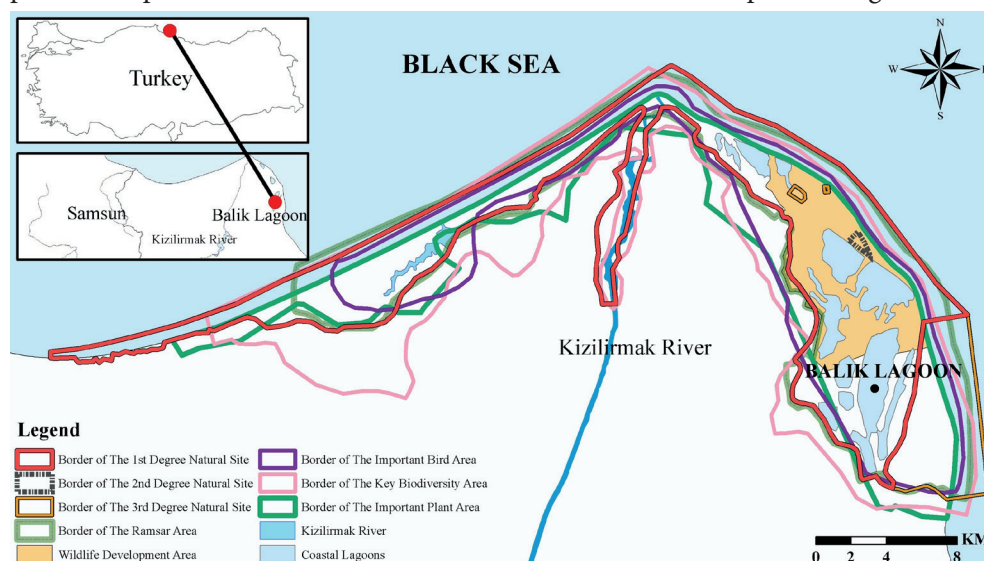 BLACK SEA
N
W
S
Turkey
Samsun
Balik Lagoon
Kizilirmak River
Kizilirmak River
BALIK LAGOON
Legend
Border of The 1st Degree Natural Site
Border of The 2nd Degree Natural Site
Border of The 3rd Degree Natural Site
Border of The Ramsar Area
Wildlife Development Area
Border of The Important Bird Area
Border of The Key Biodiversity Area
Border of The Important Plant Area
Kizilirmak River
Coastal Lagoons
KM
0 2 4 8